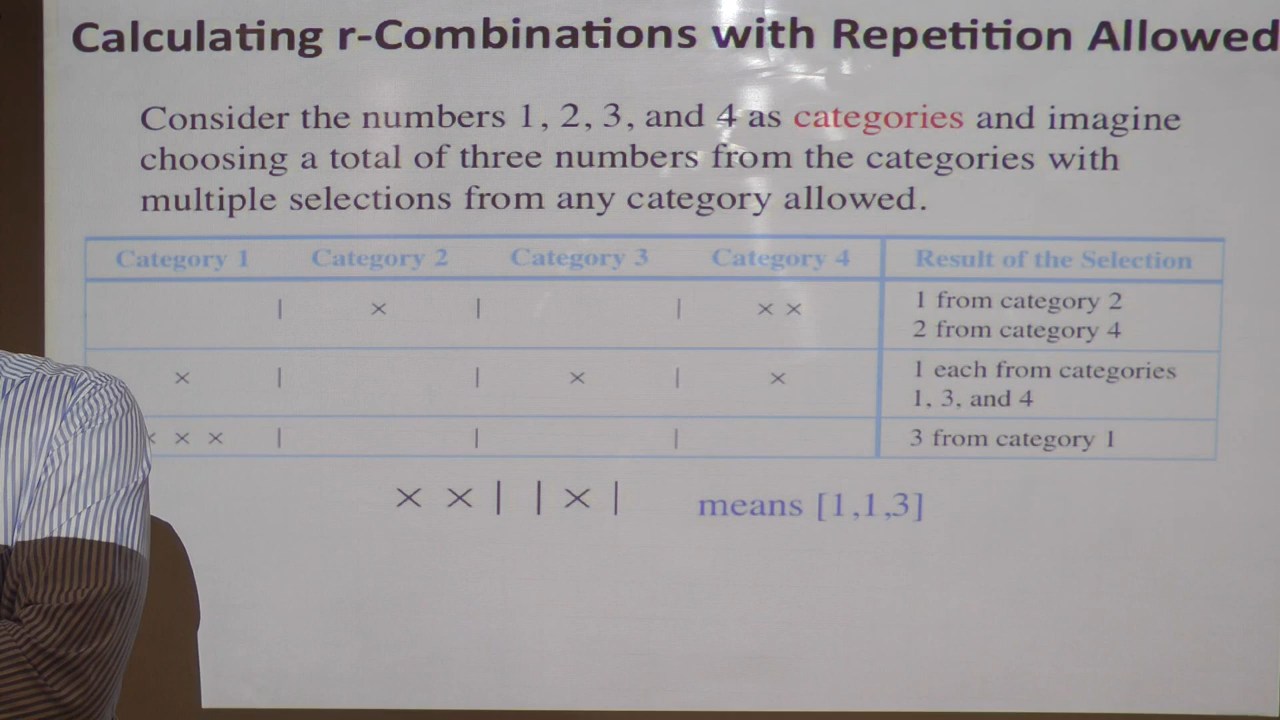 Calculating r-Combinations with Repetition Allowed
Consider the numbers 1, 2, 3, and 4 as categories and imagine
choosing a total of three numbers from the categories with
multiple selections from any category allowed.
Category 1 Category 2 Category 3 Category 4 Result of the Selection
| × | | × × 1 from category 2
2 from category 4
× | | × | × 1 each from categories
1, 3, and 4
× × × | | | 3 from category 1
× × | | × | means [1,1,3]